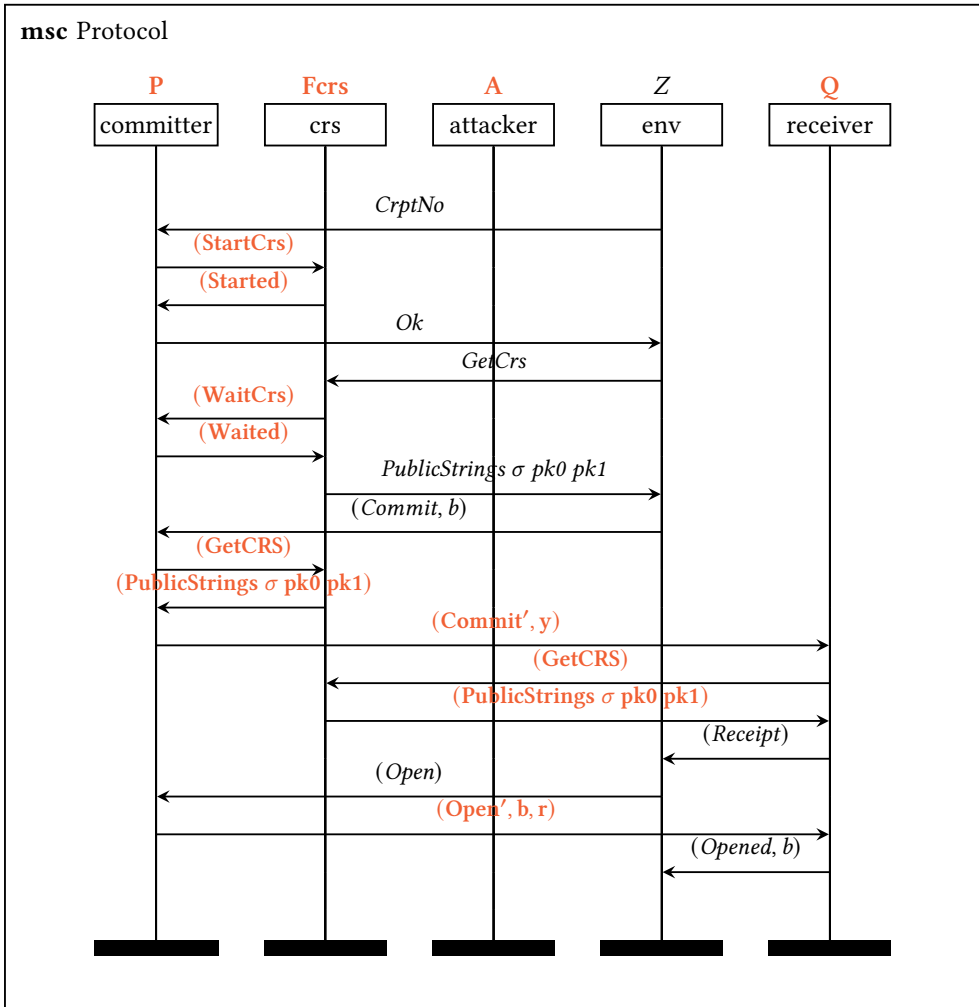 msc Protocol
P Fcrs A Z Q
committer crs attacker env receiver
CrptNo
(StartCrs)
(Started)
Ok
GetCrs
(WaitCrs)
(Waited)
PublicStrings σ pk0 pk1
(Commit, b)
(GetCRS)
(PublicStrings σ pk0 pk1)
(Commit′, y)
(GetCRS)
(PublicStrings σ pk0 pk1)
(Receipt)
(Open)
(Open′, b, r)
(Opened, b)